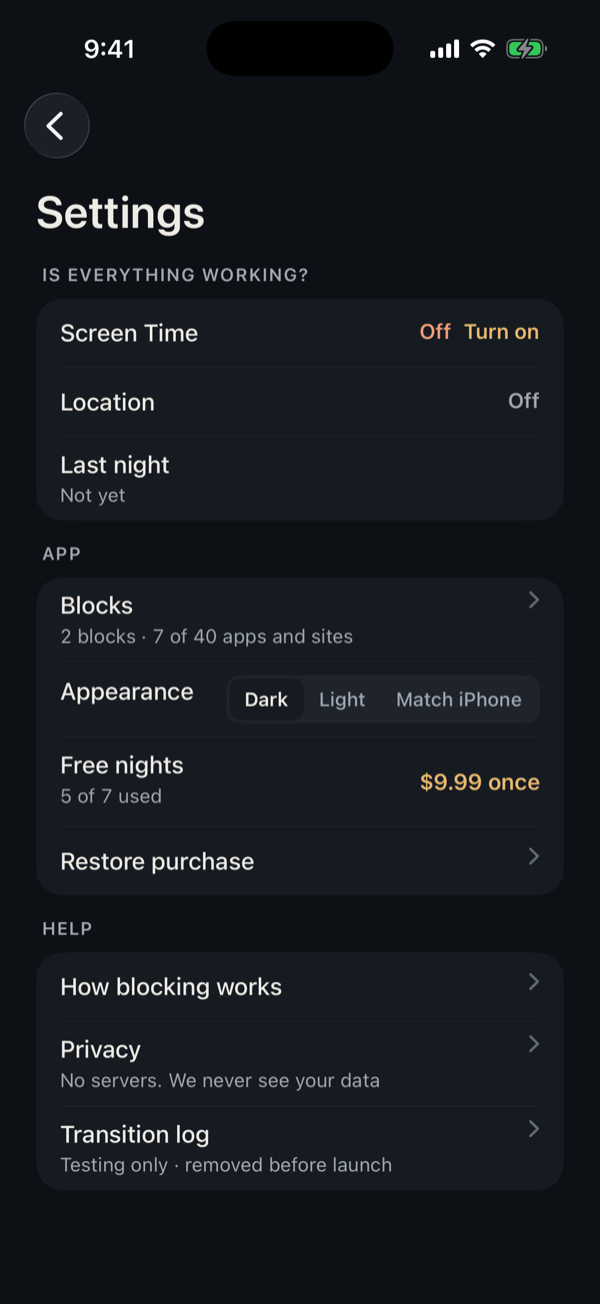 9:41
Settings
IS EVERYTHING WORKING?
Screen Time Off Turn on
Location Off
Last night
Not yet
APP
Blocks
2 blocks · 7 of 40 apps and sites
Appearance Dark Light Match iPhone
Free nights
5 of 7 used
$9.99 once
Restore purchase
HELP
How blocking works
Privacy
No servers. We never see your data
Transition log
Testing only · removed before launch